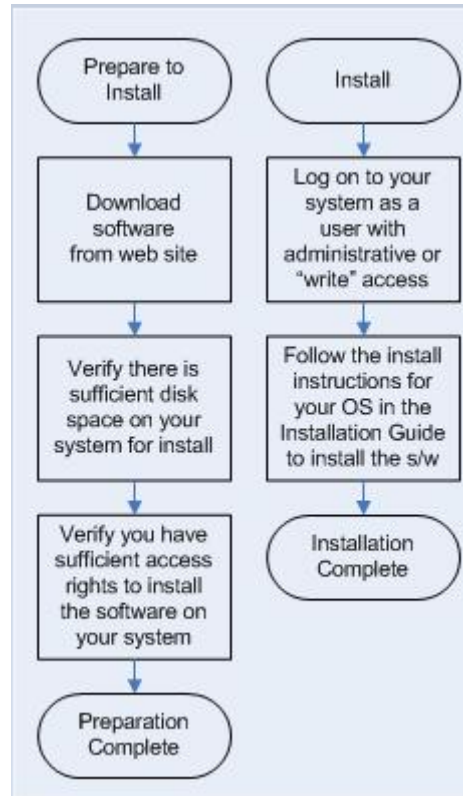 Prepare to
Install
Download
software
from web site
Verify there is
sufficient disk
space on your
system for install
Verify you have
sufficient access
rights to install
the software on
your system
Preparation
Complete
Install
Log on to your
system as a
user with
administrative or
“write” access
Follow the install
instructions for
your OS in the
Installation Guide
to install the s/w
Installation
Complete